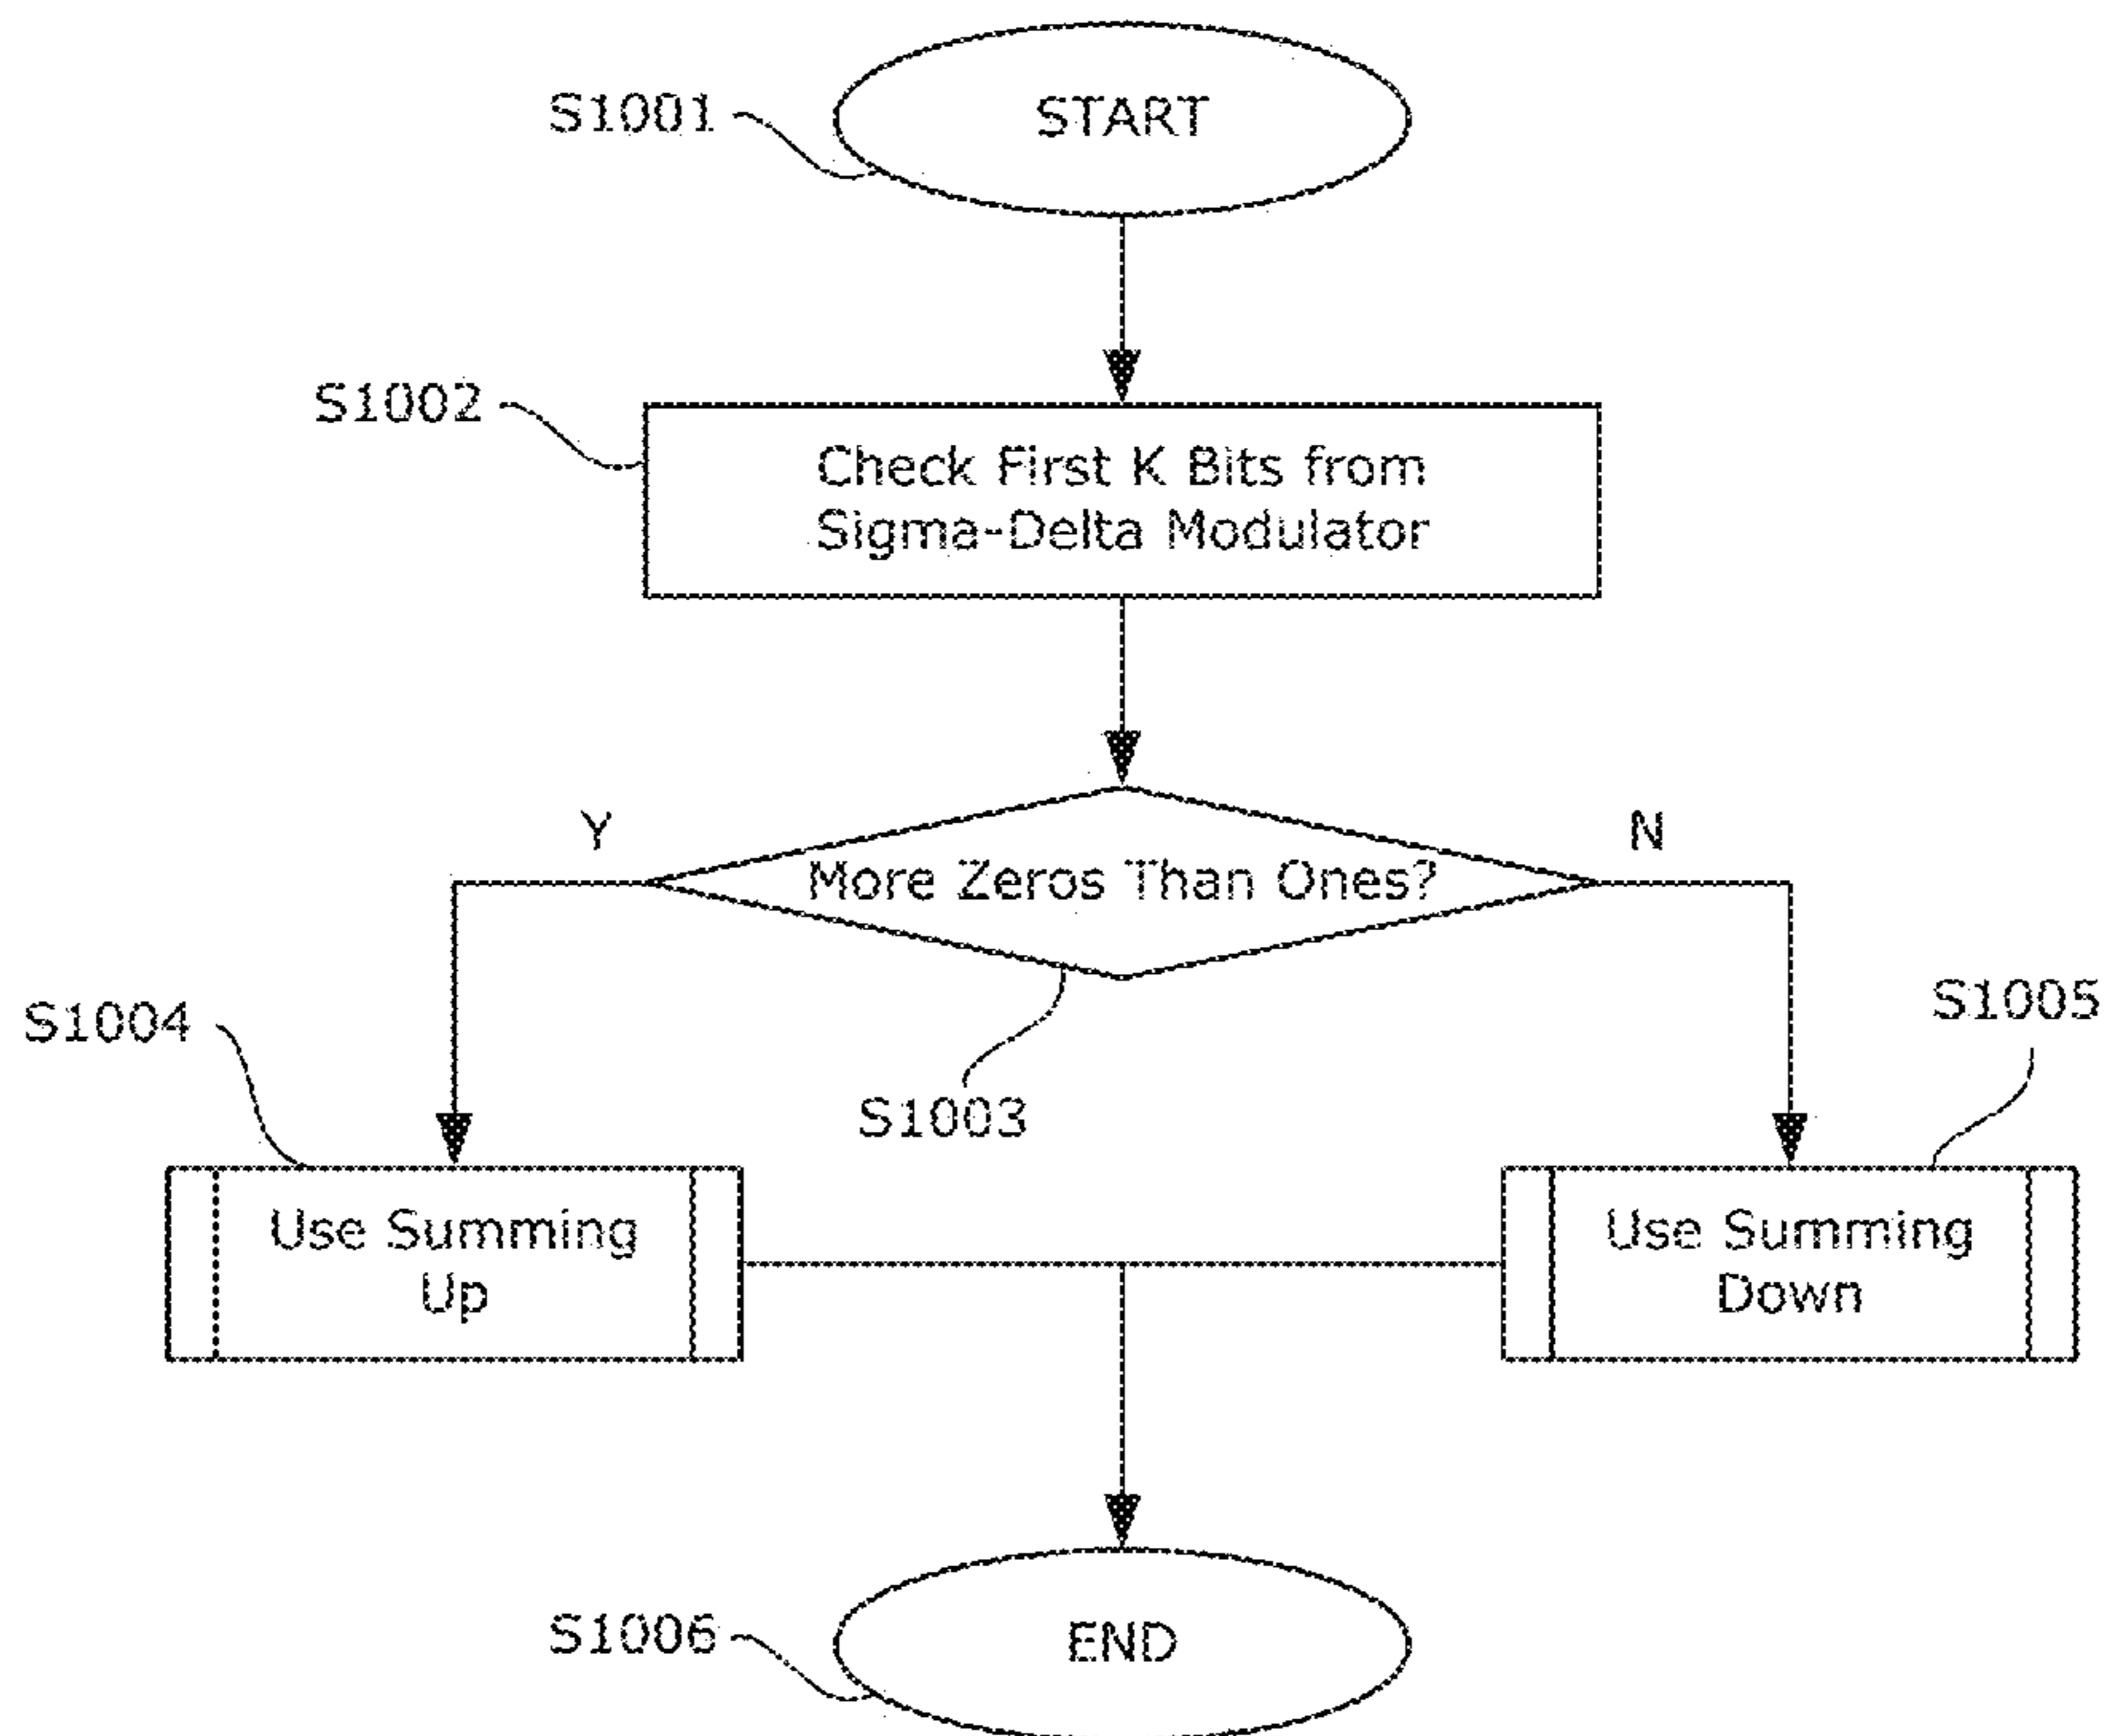 S1001
START
S1002
Check First K Bits from
Sigma-Delta Modulator
Y
N
More Zeros Than Ones?
S1004
S1005
S1003
Use Summing
Up
Use Summing
Down
S1006
END